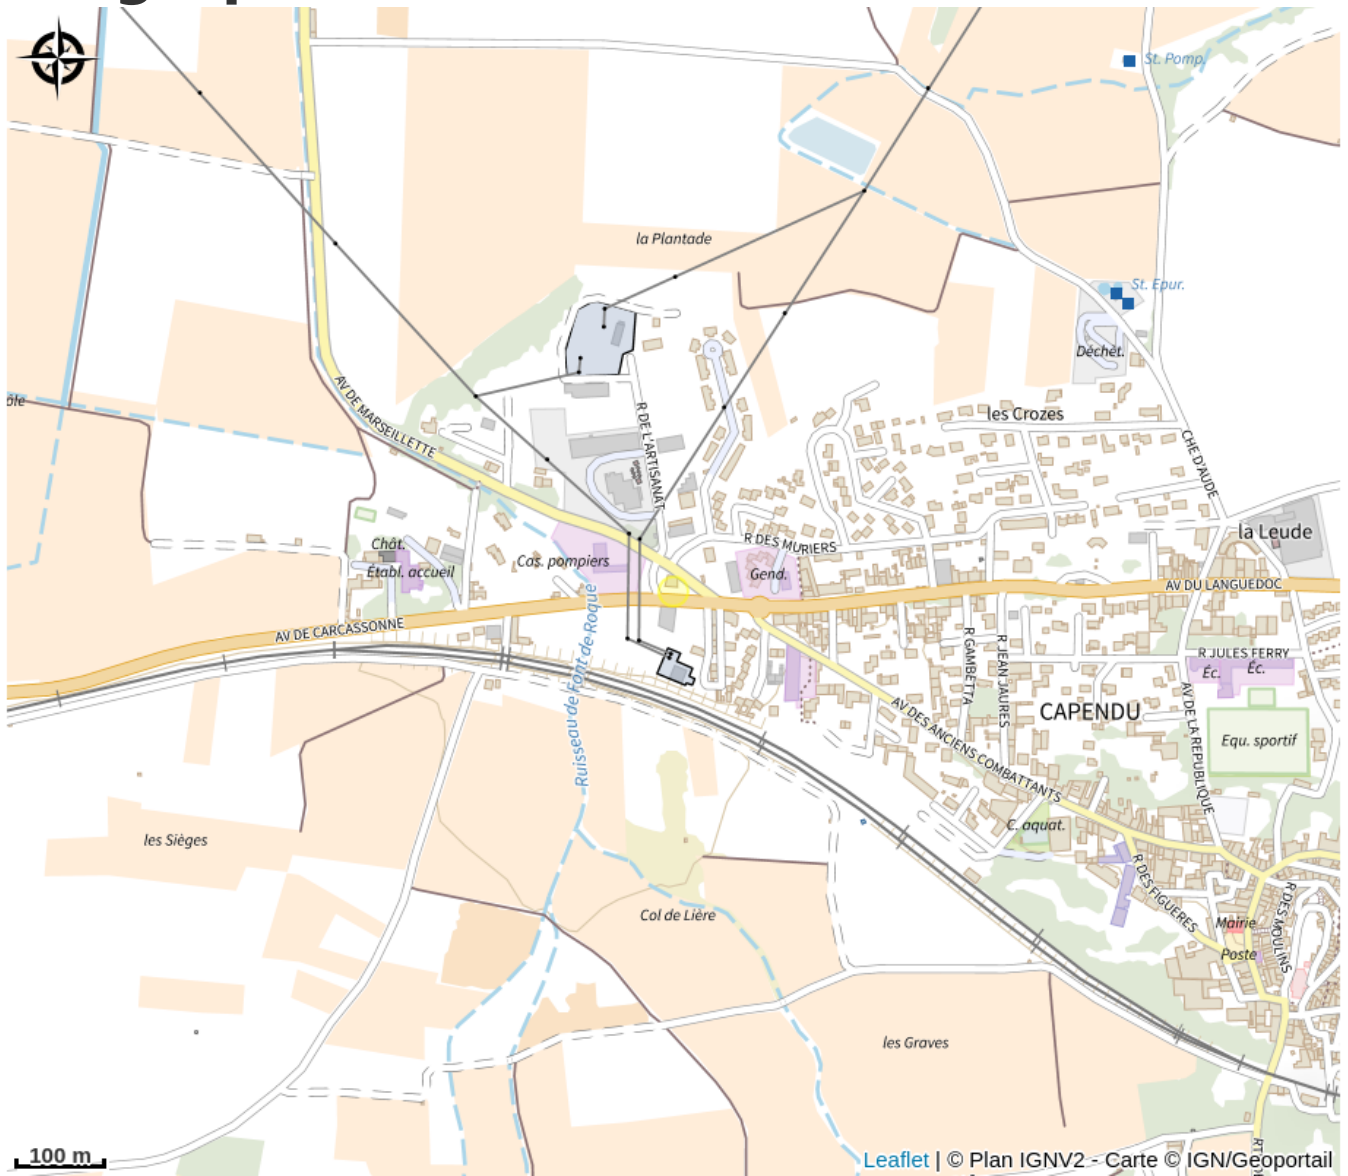 St. Pomp.
la Plantade
St. Epur.
Déchet.
AV DE MARSEILLETTE
R DE L'ARTISANAT
les Crozes
CHE D'AUDE
la Leude
Chât.
Établ. accueil
Cas. pompiers
R DES MURIERS
Gend.
AV DU LANGUEDOC
AV DE CARCASSONNE
Ruisseau de Font de Roque
R GAMBETTA
R JEAN JAURES
R JULES FERRY
Éc.
Éc.
CAPENDU
AV DE LA REPUBLIQUE
Equ. sportif
AV DES ANCIENS COMBATTANTS
les Sièges
C. aquat.
R DES FIGUERES
R DES MOULINS
Col de Lière
Mairie
Poste
les Graves
100 m
Leaflet | © Plan IGNV2 - Carte © IGN/Geoportail